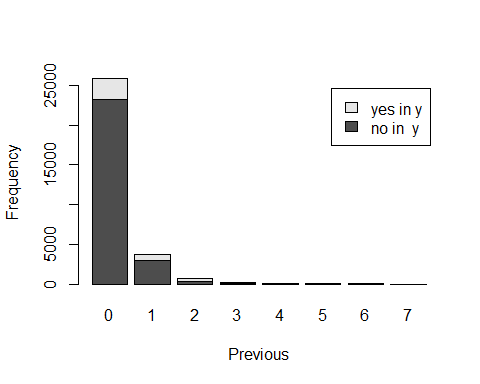 25000
15000
5000
0
Frequency
yes in y
no in  y
0 1 2 3 4 5 6 7
Previous